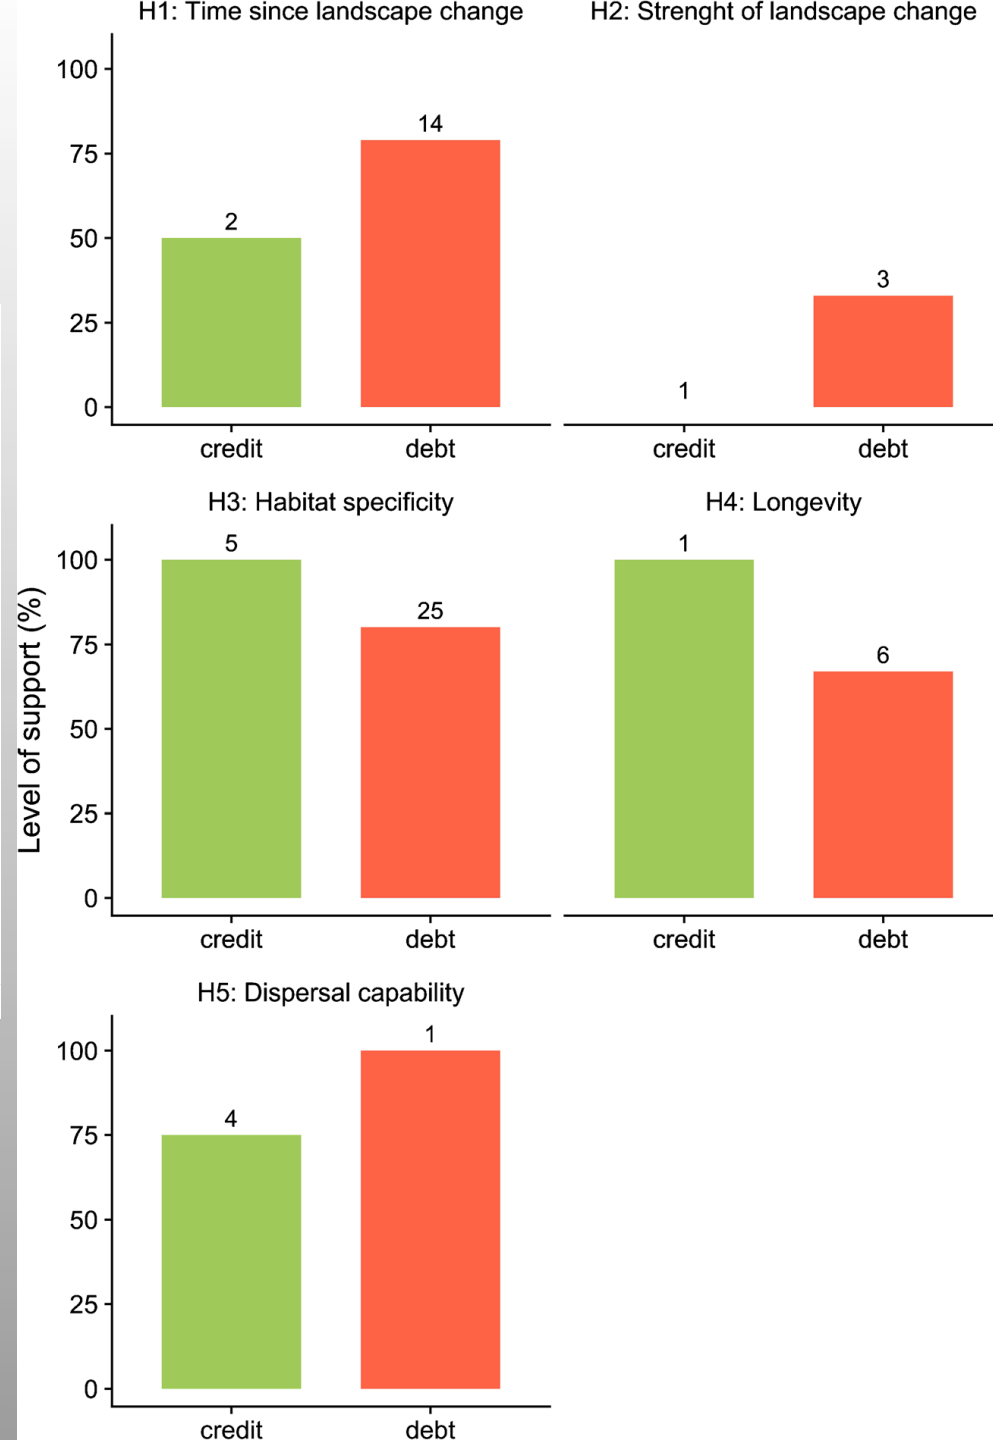 H1: Time since landscape change
H2: Strenght of landscape change
100
75
50
25
0
2
14
credit
debt
1
3
credit
debt
H3: Habitat specificity
H4: Longevity
Level of support (%)
100
75
50
25
0
5
25
credit
debt
1
6
credit
debt
H5: Dispersal capability
100
75
50
25
0
4
1
credit
debt